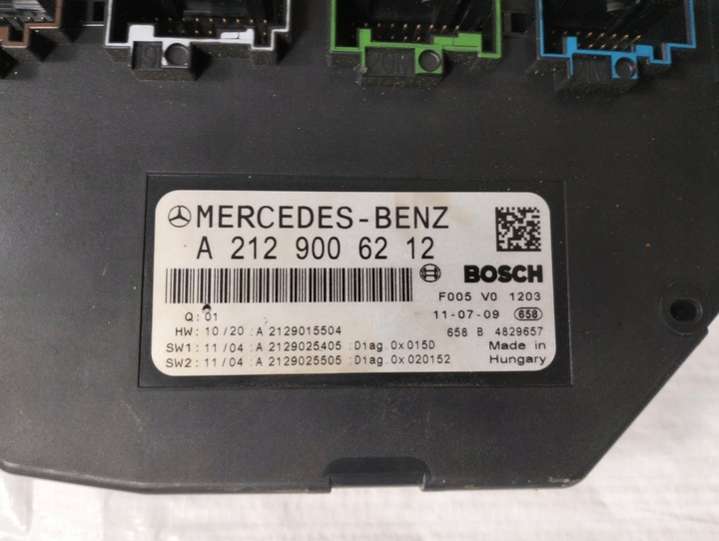 MERCEDES-BENZ
A 212 900 62 12
BOSCH
F005 V0 1203
Q: 01
11-07-09 658
HW: 10/20 :A 2129015504
658 B 4829657
SW1: 11/04 :A 2129025405 :Diag.0x015D
Made in
SW2: 11/04 :A 2129025505 :Diag.0x020152
Hungary